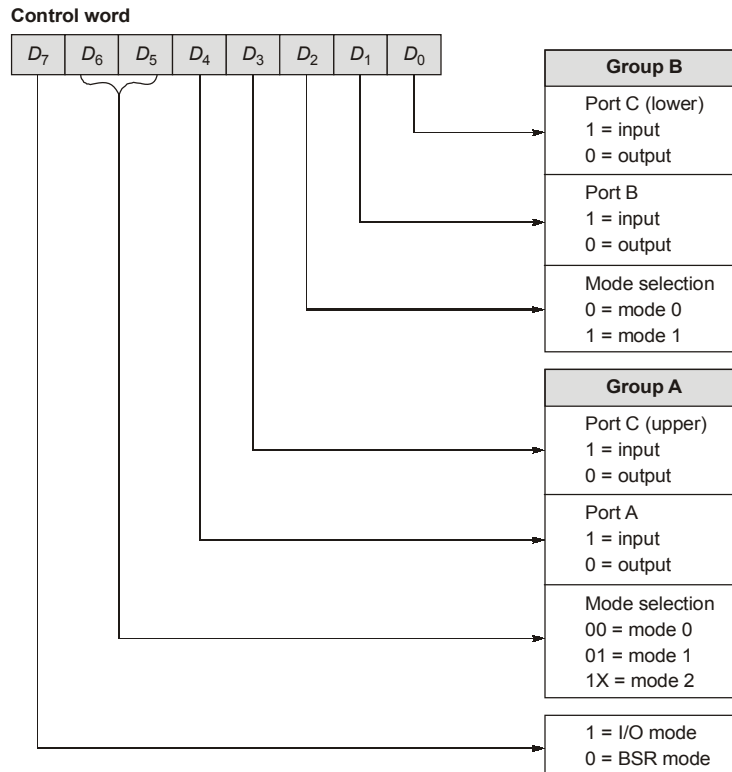 Control word
D7 D6 D5 D4 D3 D2 D1 D0
Group B
Port C (lower)
1 = input
0 = output
Port B
1 = input
0 = output
Mode selection
0 = mode 0
1 = mode 1
Group A
Port C (upper)
1 = input
0 = output
Port A
1 = input
0 = output
Mode selection
00 = mode 0
01 = mode 1
1X = mode 2
1 = I/O mode
0 = BSR mode